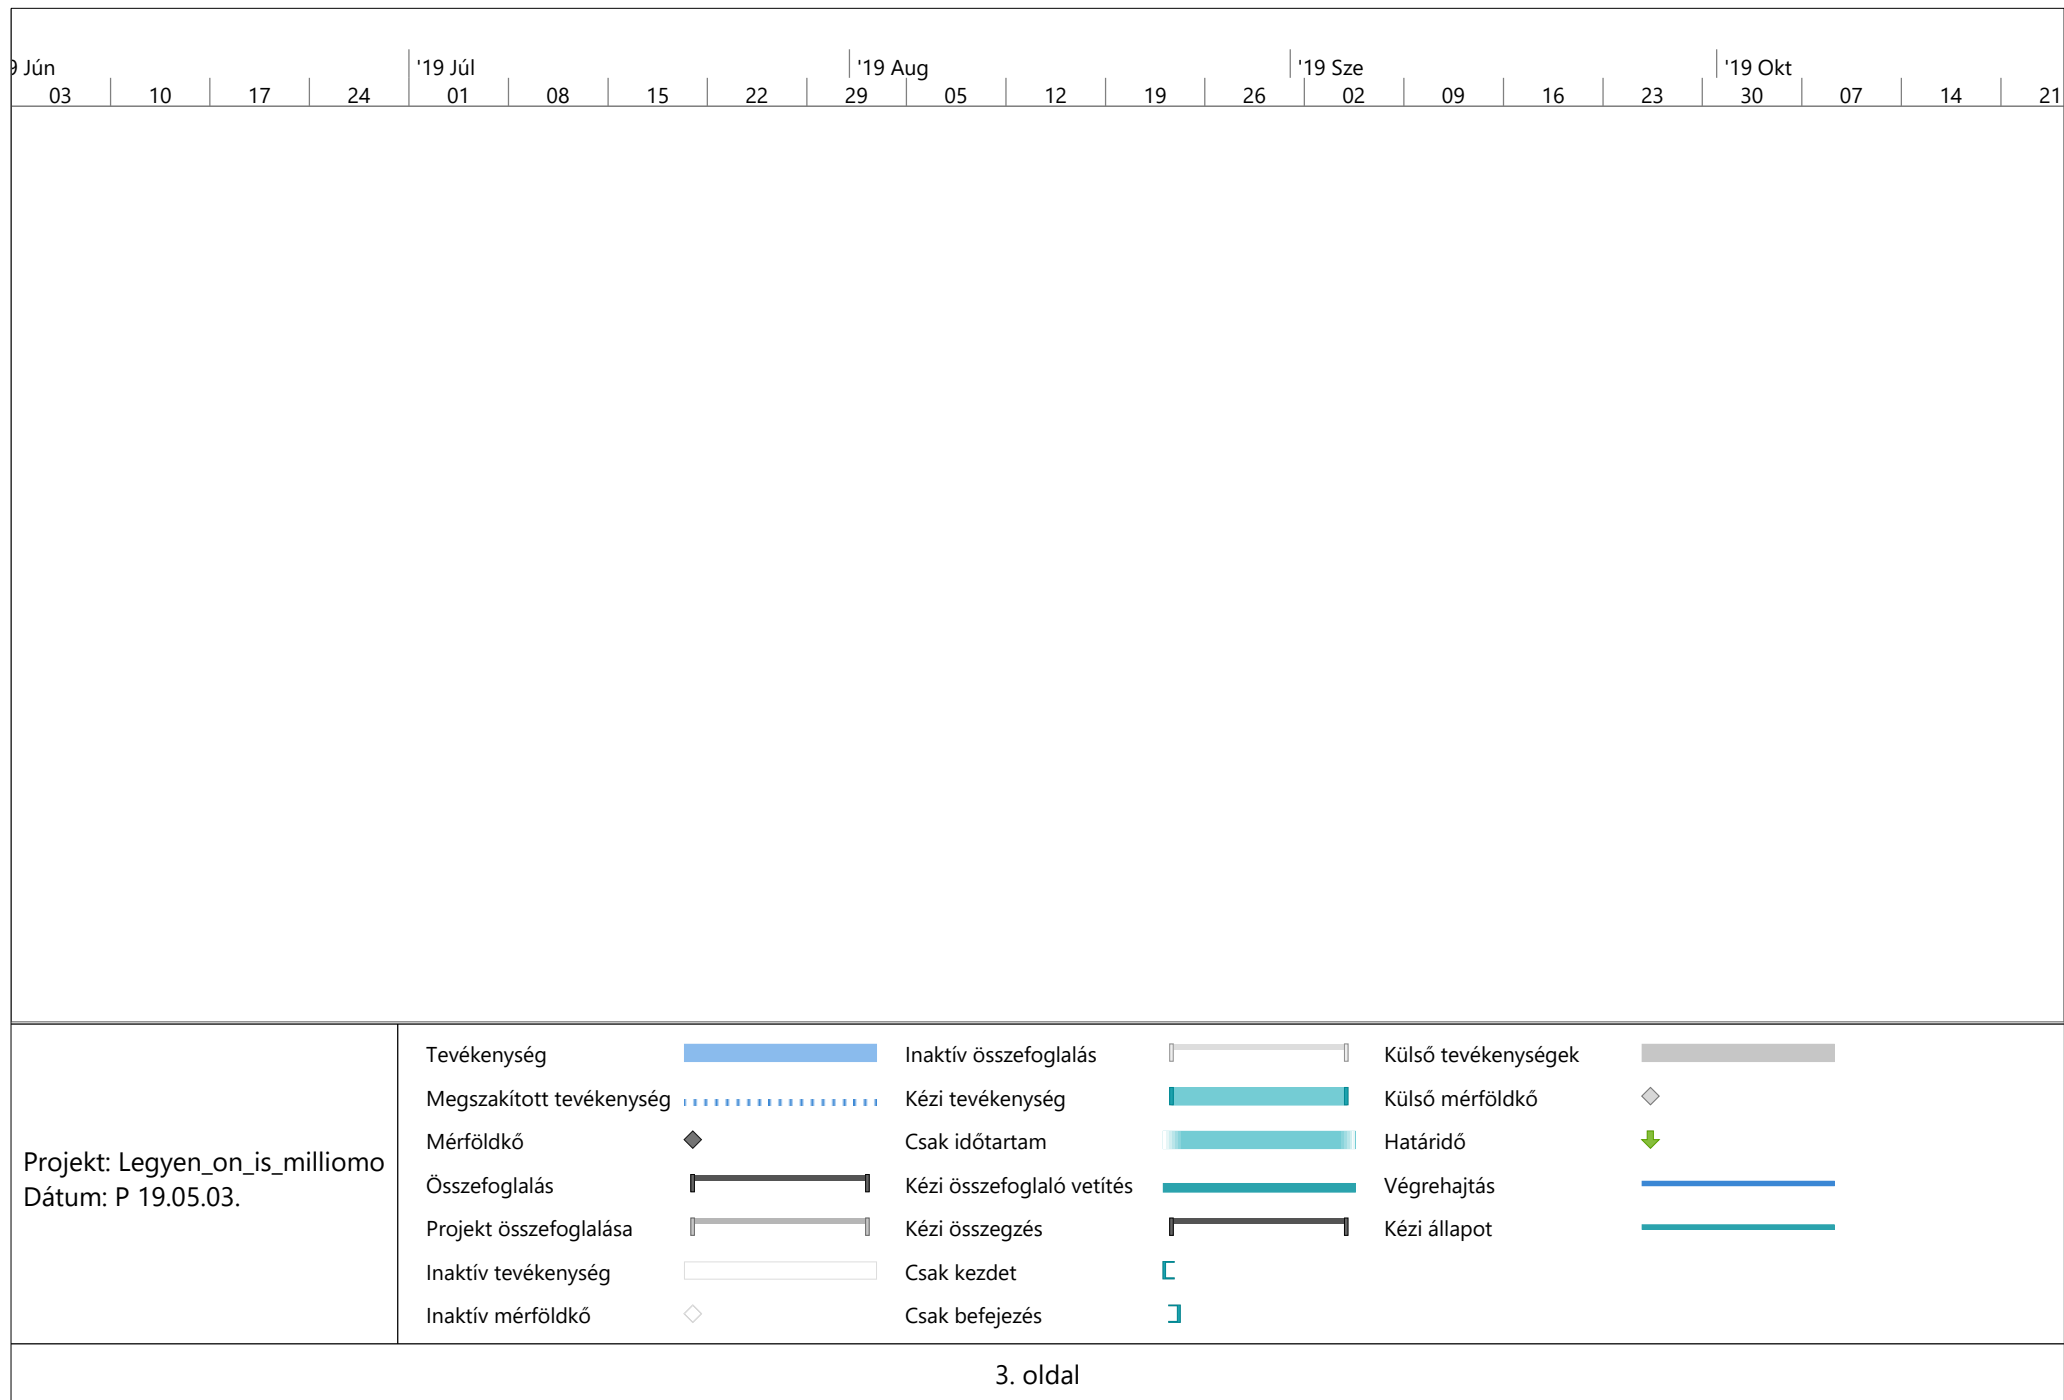 9 Jún '19 Júl '19 Aug '19 Sze '19 Okt
03 10 17 24 01 08 15 22 29 05 12 19 26 02 09 16 23 30 07 14 21
Projekt: Legyen_on_is_milliomo
Dátum: P 19.05.03.
Tevékenység
Megszakított tevékenység
Mérföldkő
Összefoglalás
Projekt összefoglalása
Inaktív tevékenység
Inaktív mérföldkő
Inaktív összefoglalás
Kézi tevékenység
Csak időtartam
Kézi összefoglaló vetítés
Kézi összegzés
Csak kezdet
Csak befejezés
Külső tevékenységek
Külső mérföldkő
Határidő
Végrehajtás
Kézi állapot
3. oldal